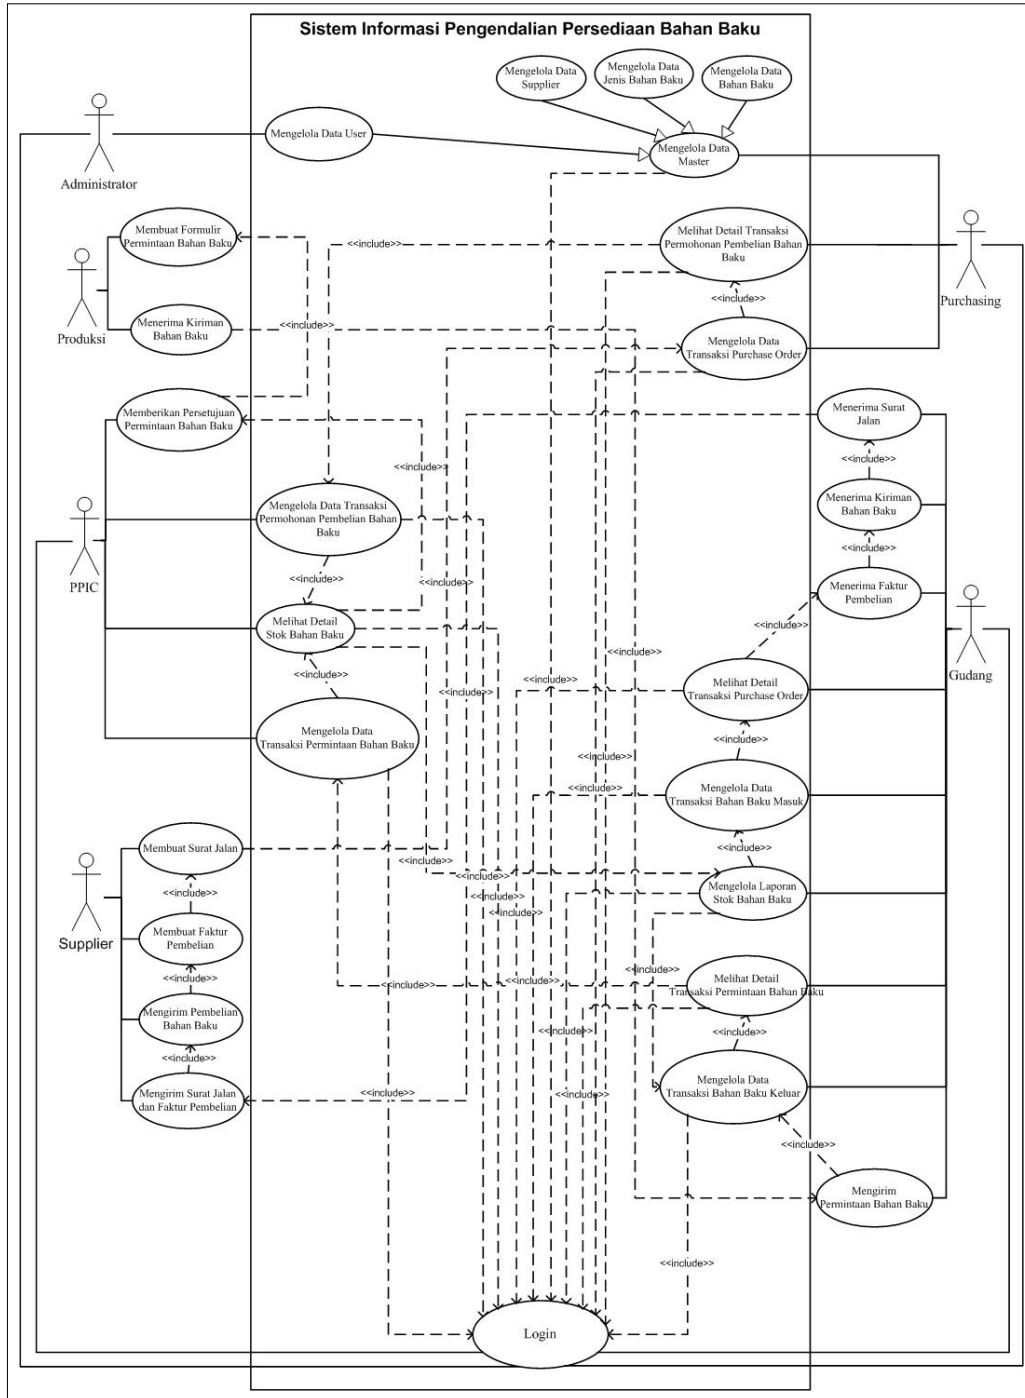 Sistem Informasi Pengendalian Persediaan Bahan Baku
Mengelola Data
Supplier
Mengelola Data
Jenis Bahan Baku
Mengelola Data
Bahan Baku
Mengelola Data User
Mengelola Data
Master
Administrator
Membuat Formulir
Permintaan Bahan Baku
<<include>>
Melihat Detail Transaksi
Permohonan Pembelian Bahan
Baku
Purchasing
Produksi
Menerima Kiriman
Bahan Baku
<<include>>
<<include>>
Mengelola Data
Transaksi Purchase Order
Memberikan Persetujuan
Permintaan Bahan Baku
Menerima Surat
Jalan
<<include>>
<<include>>
<<include>>
Mengelola Data Transaksi
Permohonan Pembelian Bahan
Baku
Menerima Kiriman
Bahan Baku
<<include>>
PPIC
<<include>>
<<include>>
Menerima Faktur
Pembelian
Melihat Detail
Stok Bahan Baku
<<include>>
<<include>>
<<include>>
Gudang
<<include>>
<<include>>
Melihat Detail
Transaksi Purchase Order
<<include>>
Mengelola Data
Transaksi Permintaan Bahan Baku
<<include>>
<<include>>
<<include>>
Mengelola Data
Transaksi Bahan Baku Masuk
Membuat Surat Jalan
<<include>>
<<include>>
Supplier
<<include>>
<<include>>
<<include>>
Mengelola Laporan
Stok Bahan Baku
Membuat Faktur
Pembelian
<<include>>
<<include>>
<<include>>
<<include>>
<<include>>
Melihat Detail
Transaksi Permintaan Bahan Baku
Mengirim Pembelian
Bahan Baku
<<include>>
<<include>>
<<include>>
Mengirim Surat Jalan
dan Faktur Pembelian
<<include>>
<<include>>
Mengelola Data
Transaksi Bahan Baku Keluar
<<include>>
Mengirim
Permintaan Bahan Baku
<<include>>
Login